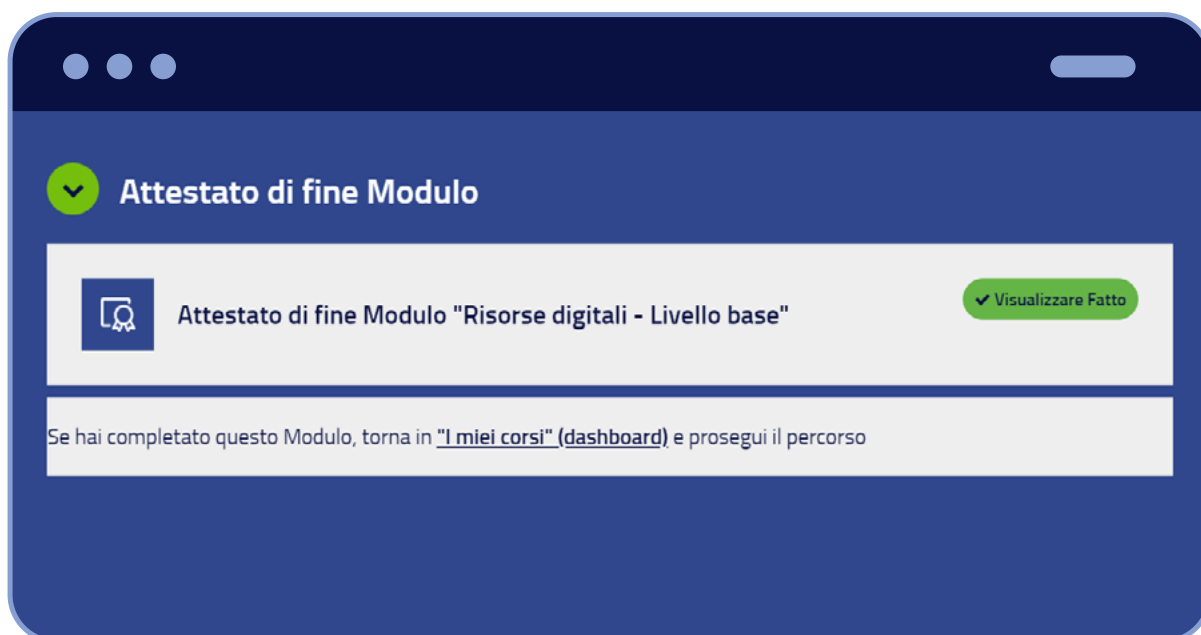 Attestato di fine Modulo
Attestato di fine Modulo "Risorse digitali - Livello base"
Visualizzare Fatto
Se hai completato questo Modulo, torna in "I miei corsi" (dashboard) e prosegui il percorso